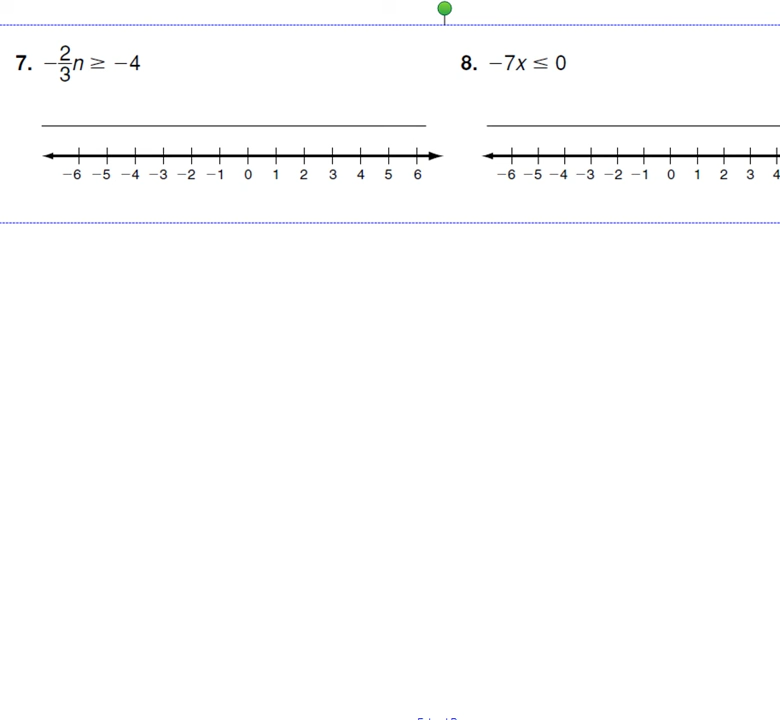 7. −2/3n ≥ −4
8. −7x ≤ 0
−6 −5 −4 −3 −2 −1 0 1 2 3 4 5 6
−6 −5 −4 −3 −2 −1 0 1 2 3 4